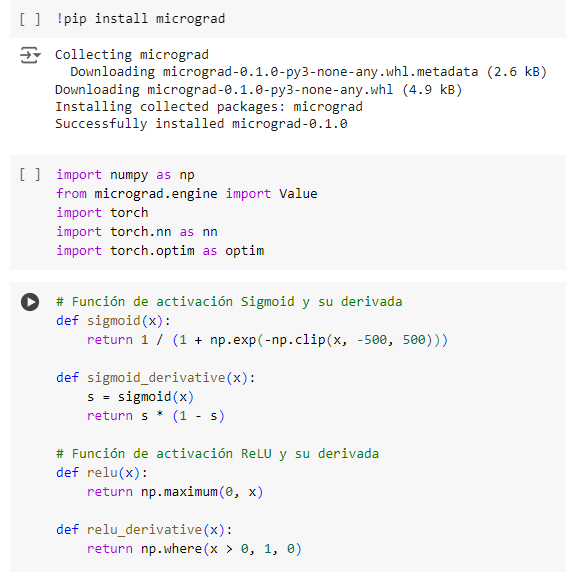 [ ] !pip install micrograd
Collecting micrograd
  Downloading micrograd-0.1.0-py3-none-any.whl.metadata (2.6 kB)
Downloading micrograd-0.1.0-py3-none-any.whl (4.9 kB)
Installing collected packages: micrograd
Successfully installed micrograd-0.1.0
[ ] import numpy as np
from micrograd.engine import Value
import torch
import torch.nn as nn
import torch.optim as optim
# Función de activación Sigmoid y su derivada
def sigmoid(x):
    return 1 / (1 + np.exp(-np.clip(x, -500, 500)))
def sigmoid_derivative(x):
    s = sigmoid(x)
    return s * (1 - s)
# Función de activación ReLU y su derivada
def relu(x):
    return np.maximum(0, x)
def relu_derivative(x):
    return np.where(x > 0, 1, 0)